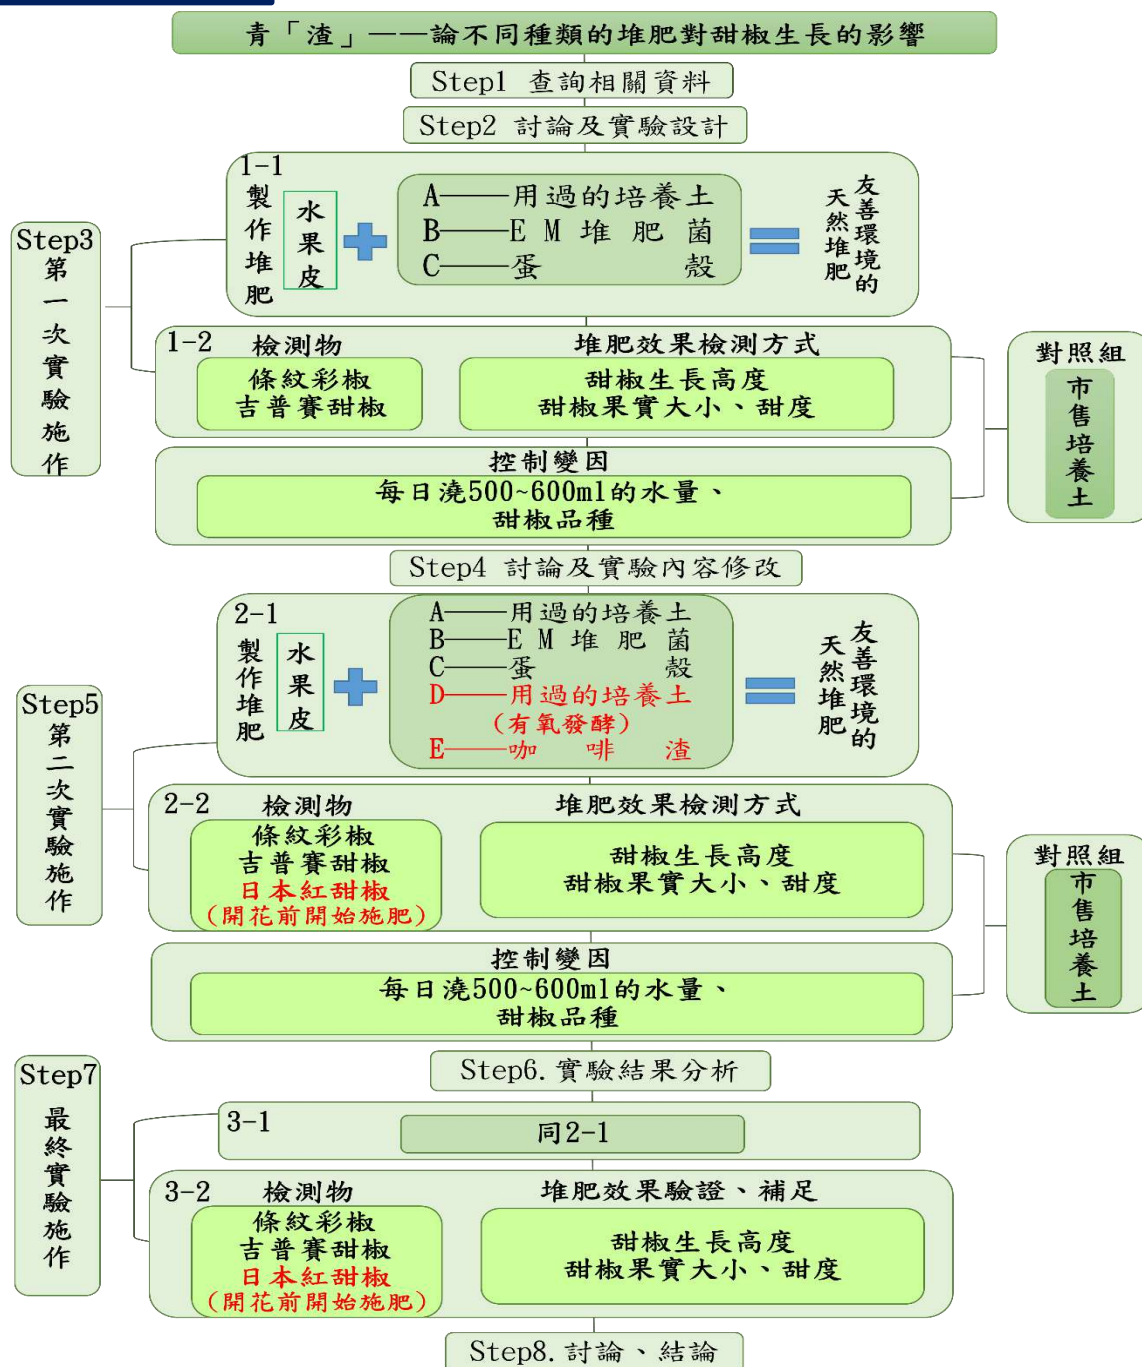 青「渣」——論不同種類的堆肥對甜椒生長的影響
Step1 查詢相關資料
Step2 討論及實驗設計
Step3
第一次實驗施作
1-1
製作堆肥
水果皮
A——用過的培養土
B——EM堆肥菌
C——蛋殼
友善環境的
天然堆肥
1-2
檢測物
條紋彩椒
吉普賽甜椒
堆肥效果檢測方式
甜椒生長高度
甜椒果實大小、甜度
控制變因
每日澆500~600ml的水量、
甜椒品種
對照組
市售培養土
Step4 討論及實驗內容修改
Step5
第二次實驗施作
2-1
製作堆肥
水果皮
A——用過的培養土
B——EM堆肥菌
C——蛋殼
D——用過的培養土
(有氧發酵)
E——咖啡渣
友善環境的
天然堆肥
2-2
檢測物
條紋彩椒
吉普賽甜椒
日本紅甜椒
(開花前開始施肥)
堆肥效果檢測方式
甜椒生長高度
甜椒果實大小、甜度
控制變因
每日澆500~600ml的水量、
甜椒品種
對照組
市售培養土
Step6.實驗結果分析
Step7
最終實驗施作
3-1
同2-1
3-2
檢測物
條紋彩椒
吉普賽甜椒
日本紅甜椒
(開花前開始施肥)
堆肥效果驗證、補足
甜椒生長高度
甜椒果實大小、甜度
Step8.討論、結論